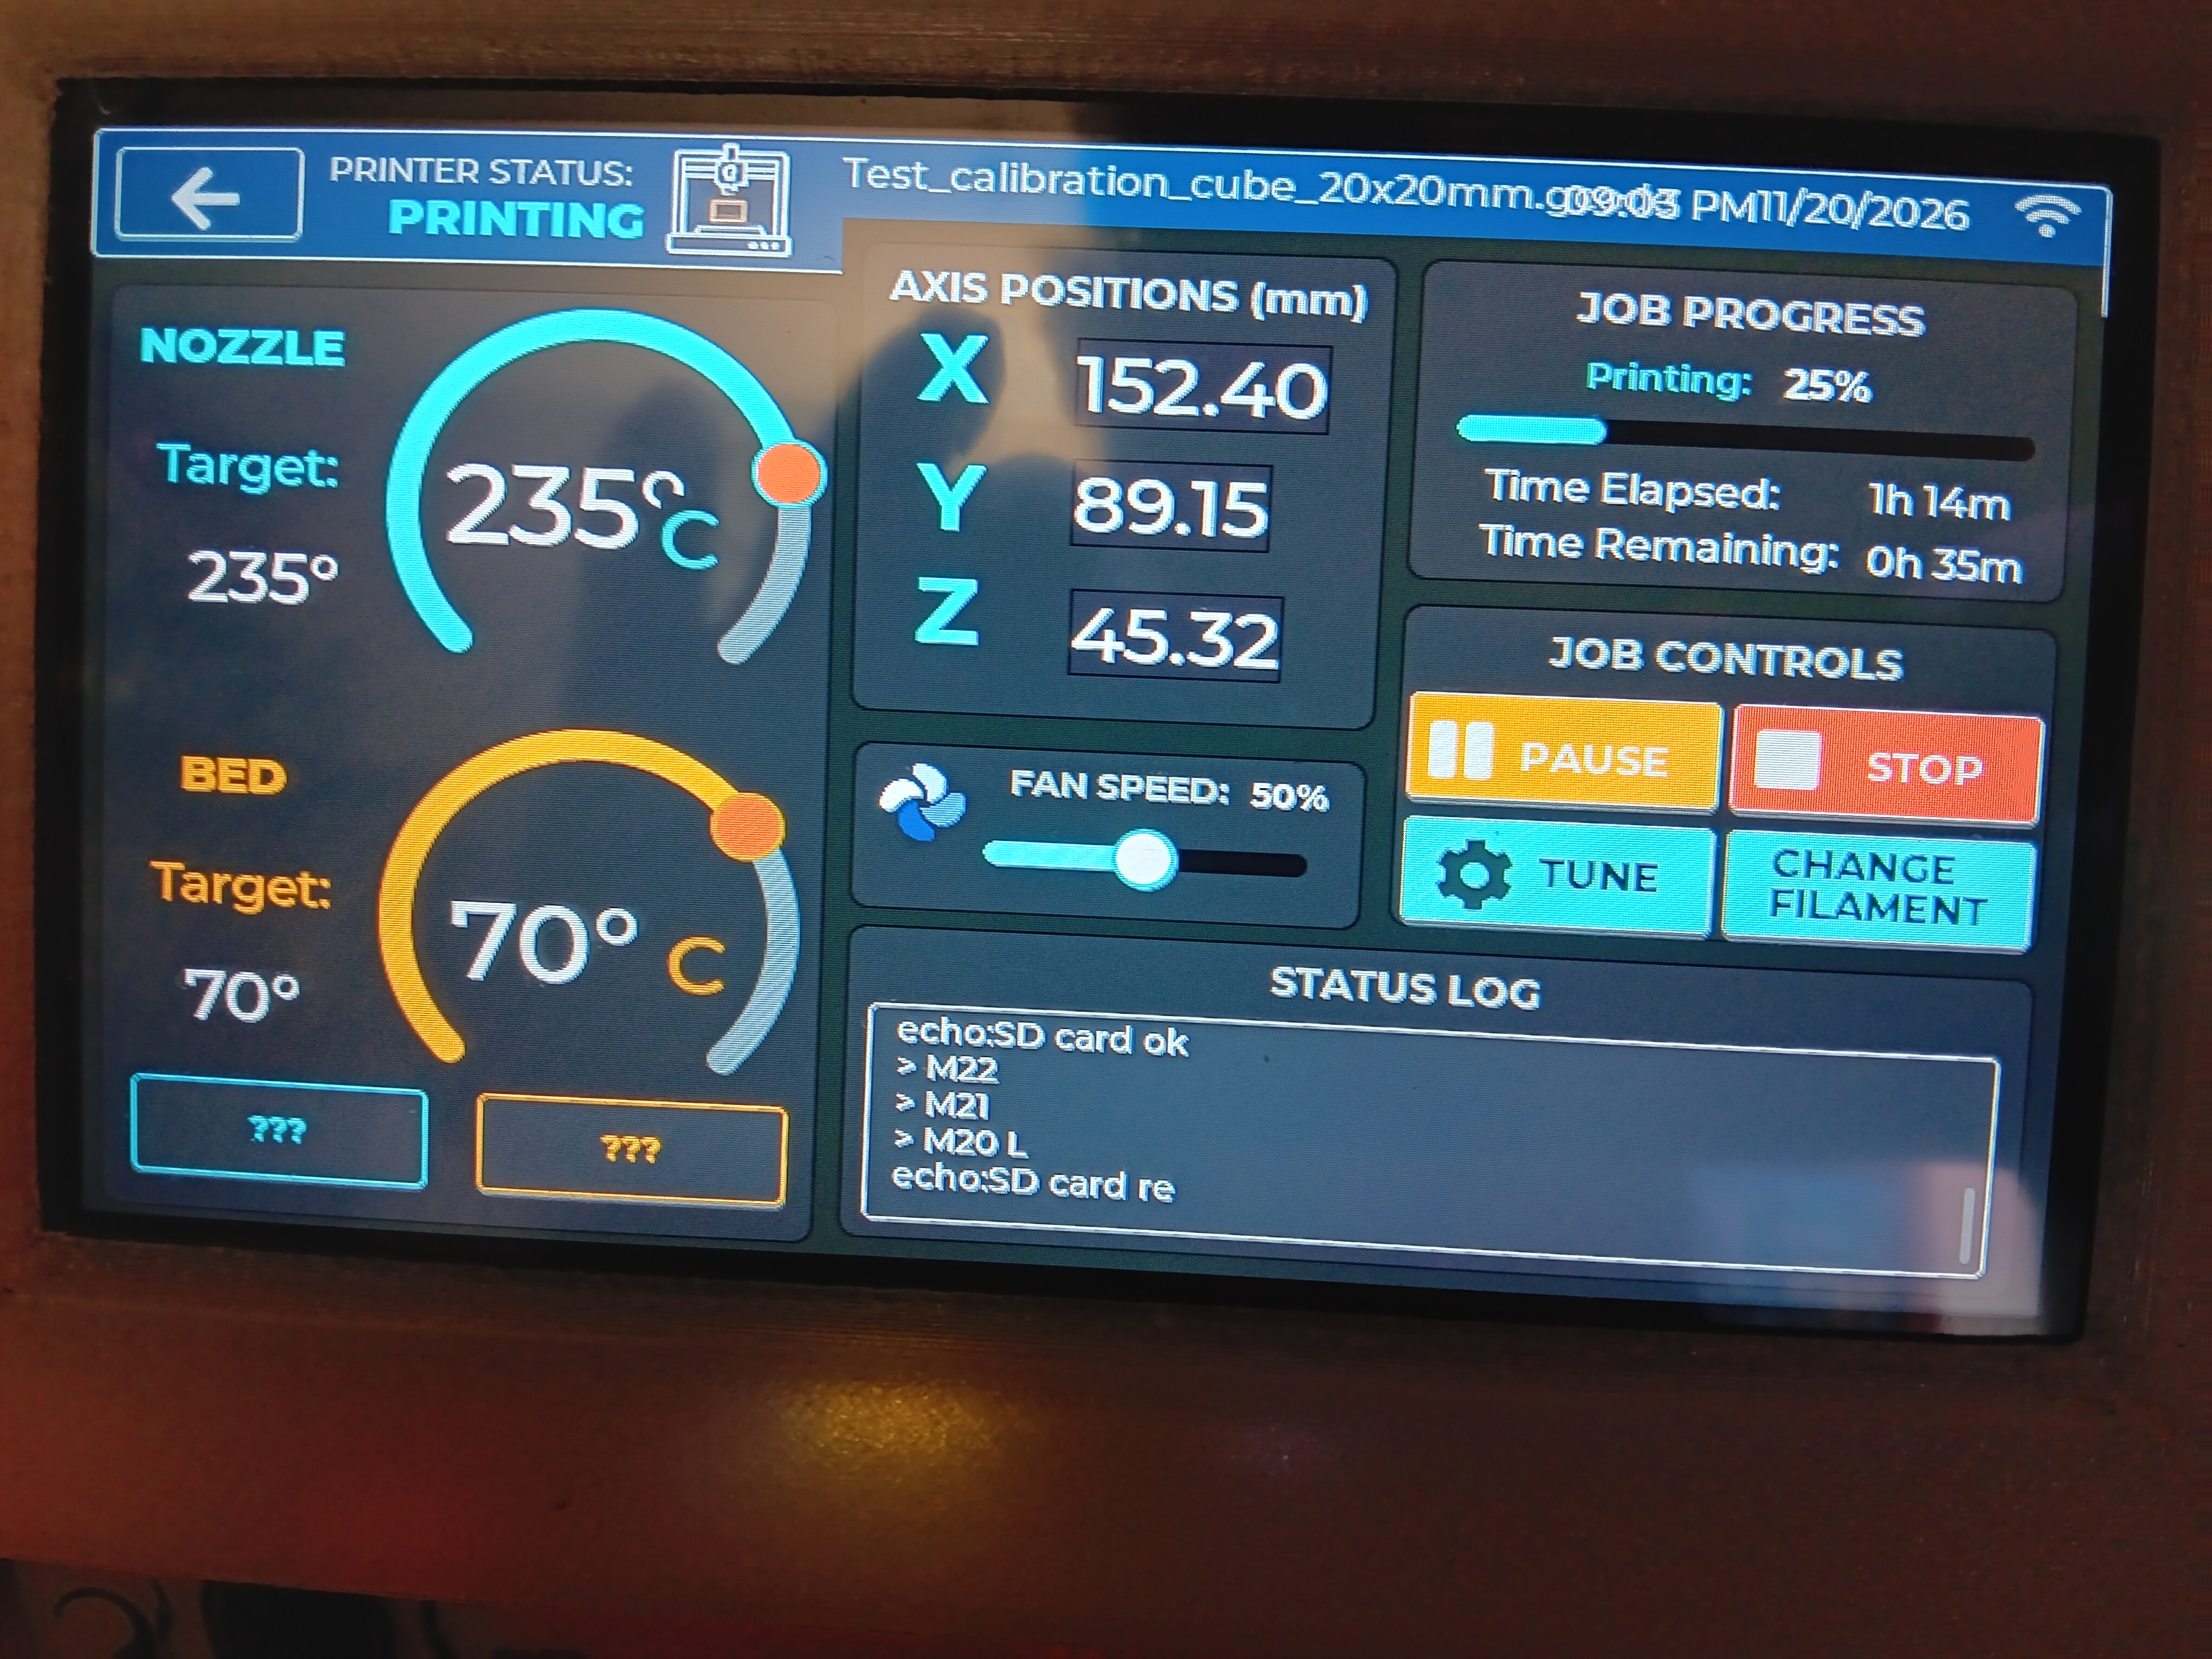 PRINTER STATUS:
PRINTING
Test_calibration_cube_20x20mm.gcode
PM
11/20/2026
NOZZLE
Target:
235°
235°C
BED
Target:
70°
70° C
???
???
AXIS POSITIONS (mm)
X 152.40
Y 89.15
Z 45.32
FAN SPEED: 50%
JOB PROGRESS
Printing: 25%
Time Elapsed: 1h 14m
Time Remaining: 0h 35m
JOB CONTROLS
PAUSE
STOP
TUNE
CHANGE
FILAMENT
STATUS LOG
echo:SD card ok
> M22
> M21
> M20 L
echo:SD card re